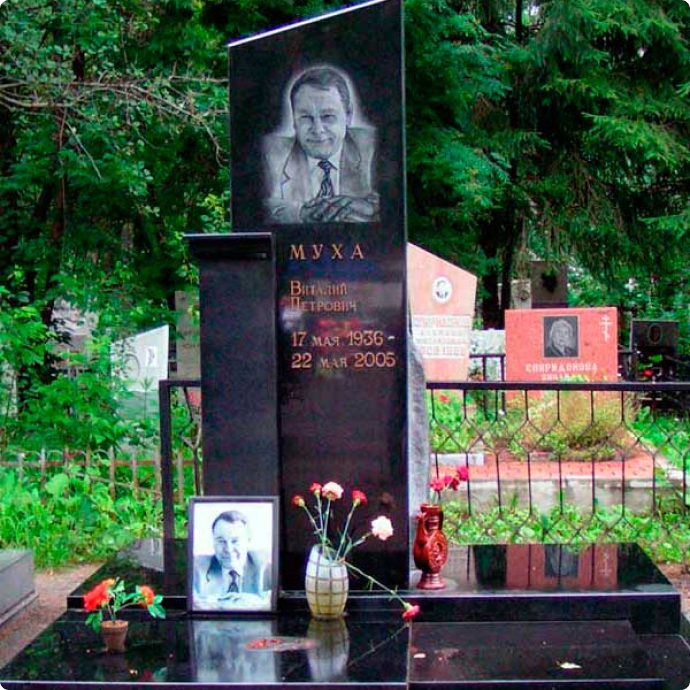 МУХА
Виталий
Петрович
17 мая 1936 -
22 мая 2005
СПИРИДОНОВА